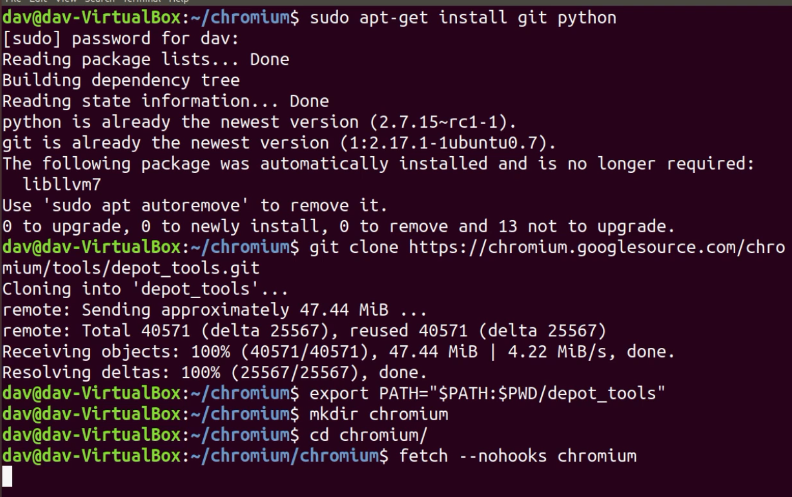 File Edit View Search Terminal Help
dav@dav-VirtualBox:~/chromium$ sudo apt-get install git python
[sudo] password for dav:
Reading package lists... Done
Building dependency tree
Reading state information... Done
python is already the newest version (2.7.15~rc1-1).
git is already the newest version (1:2.17.1-1ubuntu0.7).
The following package was automatically installed and is no longer required:
  libllvm7
Use 'sudo apt autoremove' to remove it.
0 to upgrade, 0 to newly install, 0 to remove and 13 not to upgrade.
dav@dav-VirtualBox:~/chromium$ git clone https://chromium.googlesource.com/chro
mium/tools/depot_tools.git
Cloning into 'depot_tools'...
remote: Sending approximately 47.44 MiB ...
remote: Total 40571 (delta 25567), reused 40571 (delta 25567)
Receiving objects: 100% (40571/40571), 47.44 MiB | 4.22 MiB/s, done.
Resolving deltas: 100% (25567/25567), done.
dav@dav-VirtualBox:~/chromium$ export PATH="$PATH:$PWD/depot_tools"
dav@dav-VirtualBox:~/chromium$ mkdir chromium
dav@dav-VirtualBox:~/chromium$ cd chromium/
dav@dav-VirtualBox:~/chromium/chromium$ fetch --nohooks chromium